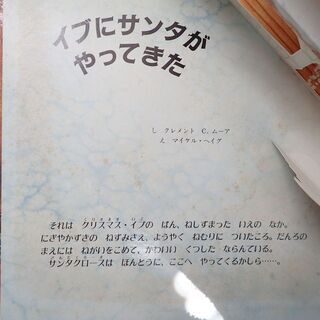 イブにサンタが
やってきた
し クレメント C.ムーア
え マイケル・ヘイグ
それは クリスマス・イブの ばん、ねしずまった いえの なか。
にぎやかずきの ねずみさえ、ようやく ねむりに ついたころ。だんろの
まえには ねがいをこめて、かわいい くつした ならんでいる。
サンタクロースは ほんとうに、ここへ やってくるかしら……。